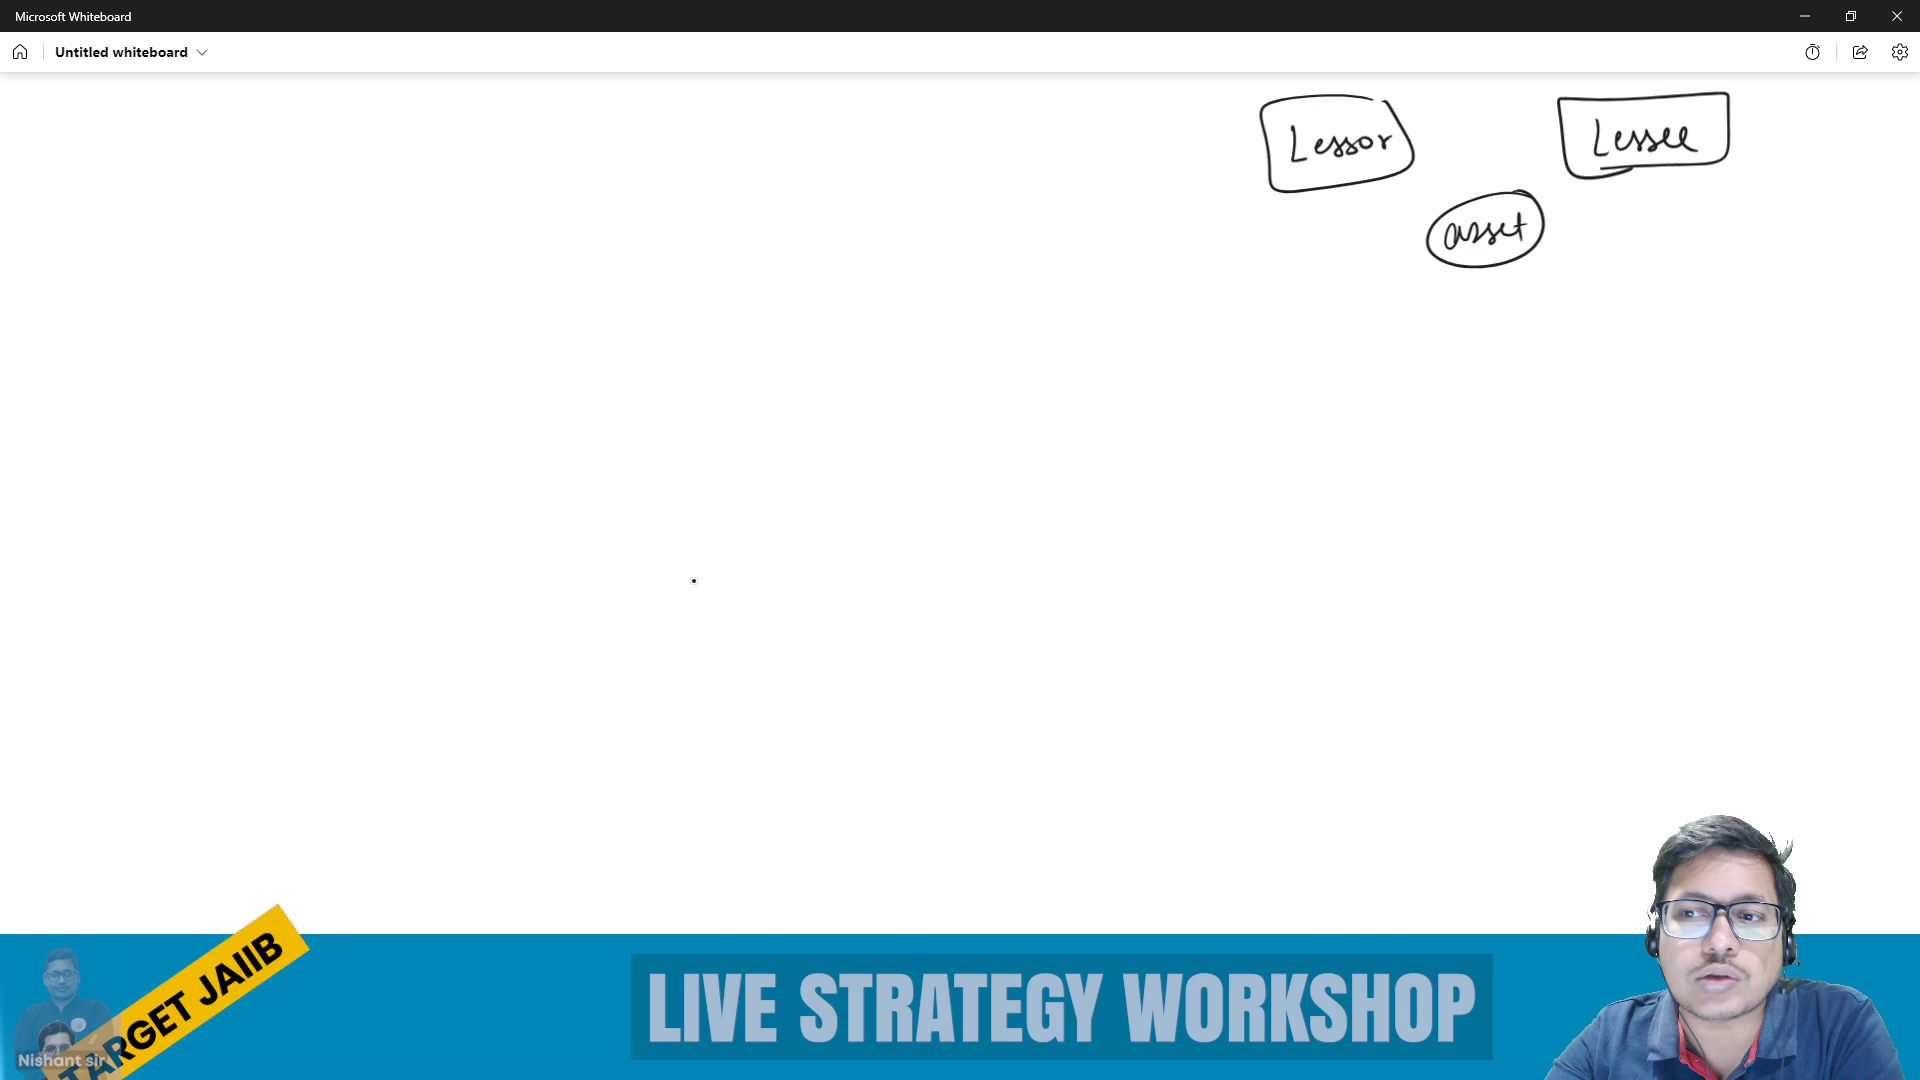 Microsoft Whiteboard
Untitled whiteboard
Lessor
Lessee
asset
TARGET JAIIB
LIVE STRATEGY WORKSHOP
Nishant sir